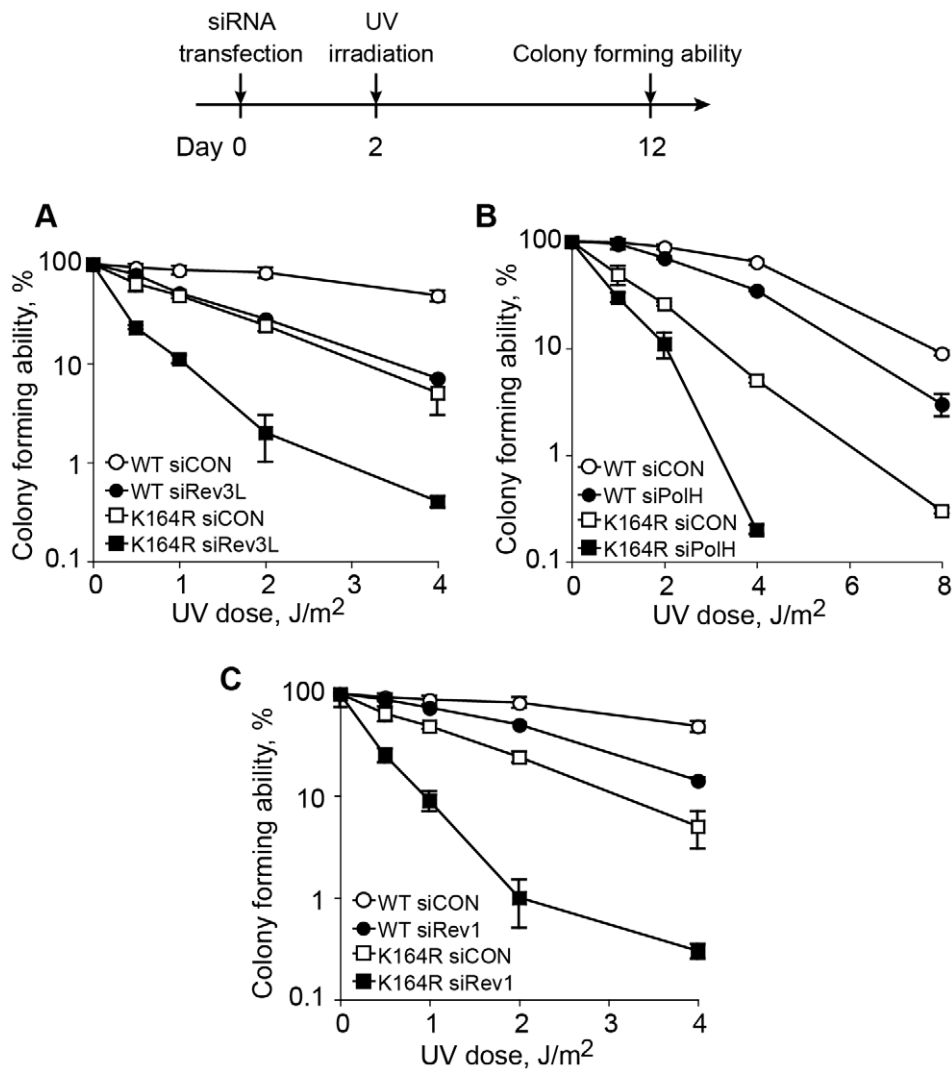 siRNA
transfection
UV
irradiation
Colony forming ability
Day 0
2
12
A
Colony forming ability, %
100
10
1
0.1
WT siCON
WT siRev3L
K164R siCON
K164R siRev3L
0
1
2
3
4
UV dose, J/m²
B
Colony forming ability, %
100
10
1
0.1
WT siCON
WT siPolH
K164R siCON
K164R siPolH
0
2
4
6
8
UV dose, J/m²
C
Colony forming ability, %
100
10
1
0.1
WT siCON
WT siRev1
K164R siCON
K164R siRev1
0
1
2
3
4
UV dose, J/m²